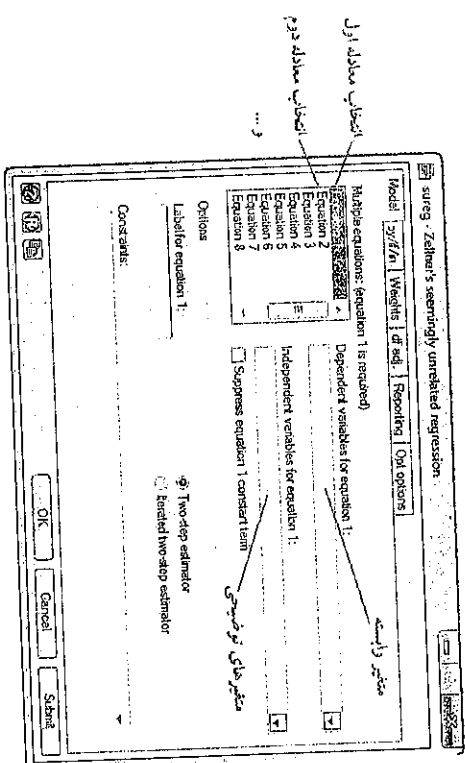 انتخاب معادله اول
انتخاب معادله دوم
و ...
sureg - Zellner's seemingly unrelated regression
Model by/if/in Weights df adj. Reporting Opt options
Multiple equations: (equation 1 is required)
Equation 2
Equation 3
Equation 4
Equation 5
Equation 6
Equation 7
Equation 8
Dependent variables for equation 1:
متغیر وابسته
Independent variables for equation 1:
متغیرهای توضیحی
Suppress equation 1 constant term
Options
Label for equation 1:
Two-step estimator
Iterated two-step estimator
Constraints:
OK
Cancel
Submit